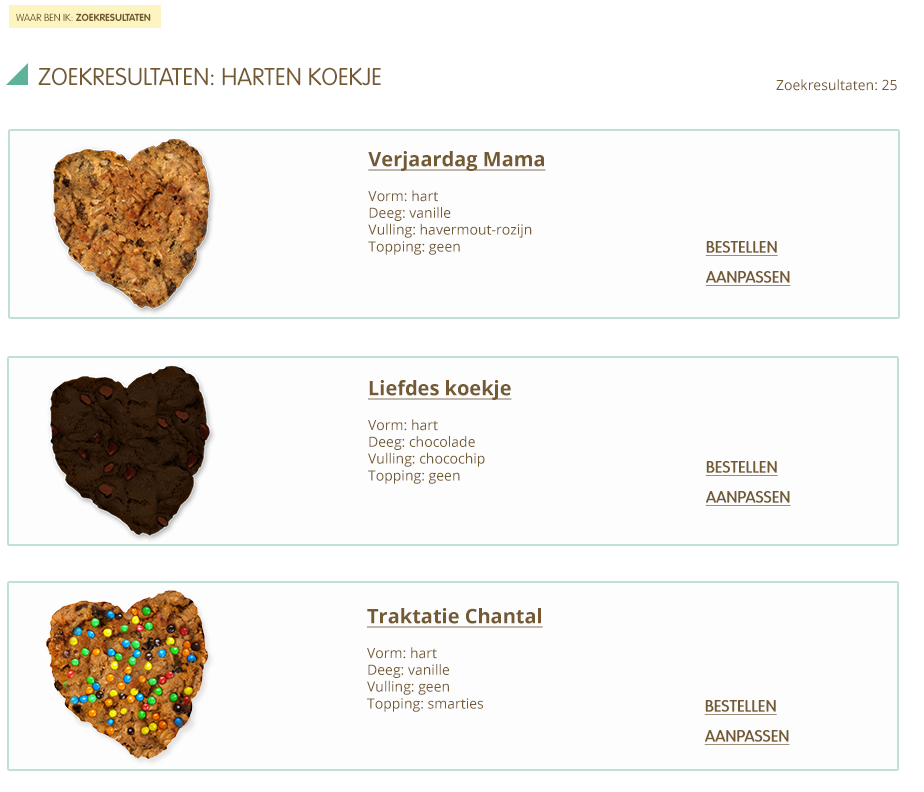 WAAR BEN IK: ZOEKRESULTATEN
ZOEKRESULTATEN: HARTEN KOEKJE
Zoekresultaten: 25
Verjaardag Mama
Vorm: hart
Deeg: vanille
Vulling: havermout-rozijn
Topping: geen
BESTELLEN
AANPASSEN
Liefdes koekje
Vorm: hart
Deeg: chocolade
Vulling: chocochip
Topping: geen
BESTELLEN
AANPASSEN
Traktatie Chantal
Vorm: hart
Deeg: vanille
Vulling: geen
Topping: smarties
BESTELLEN
AANPASSEN